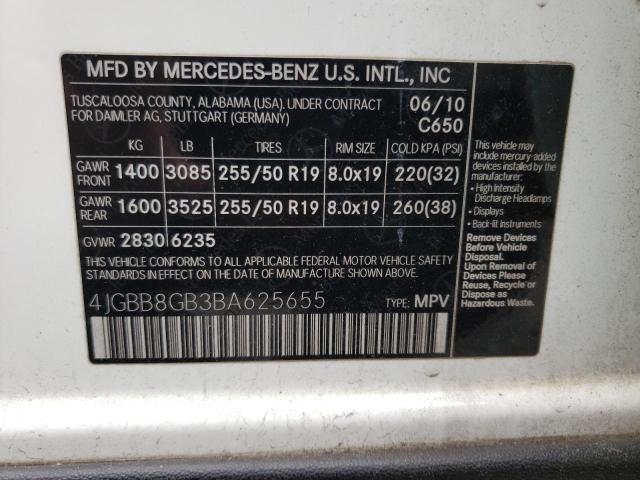 MFD BY MERCEDES-BENZ U.S. INTL., INC
TUSCALOOSA COUNTY, ALABAMA (USA). UNDER CONTRACT
FOR DAIMLER AG, STUTTGART (GERMANY)
06/10
C650
KG LB TIRES RIM SIZE COLD KPA (PSI)
GAWR FRONT 1400 3085 255/50 R19 8.0x19 220(32)
GAWR REAR 1600 3525 255/50 R19 8.0x19 260(38)
GVWR 2830 6235
THIS VEHICLE CONFORMS TO ALL APPLICABLE FEDERAL MOTOR VEHICLE
SAFETY STANDARDS IN EFFECT ON THE DATE OF MANUFACTURE SHOWN ABOVE.
4JGBB8GB3BA625655 TYPE: MPV
This vehicle may
include mercury-added
devices installed by the
manufacturer:
• High Intensity
Discharge Headlamps
• Displays
• Back-lit Instruments
Remove Devices
Before Vehicle
Disposal.
Upon Removal of
Devices Please
Reuse, Recycle or
Dispose as
Hazardous Waste.